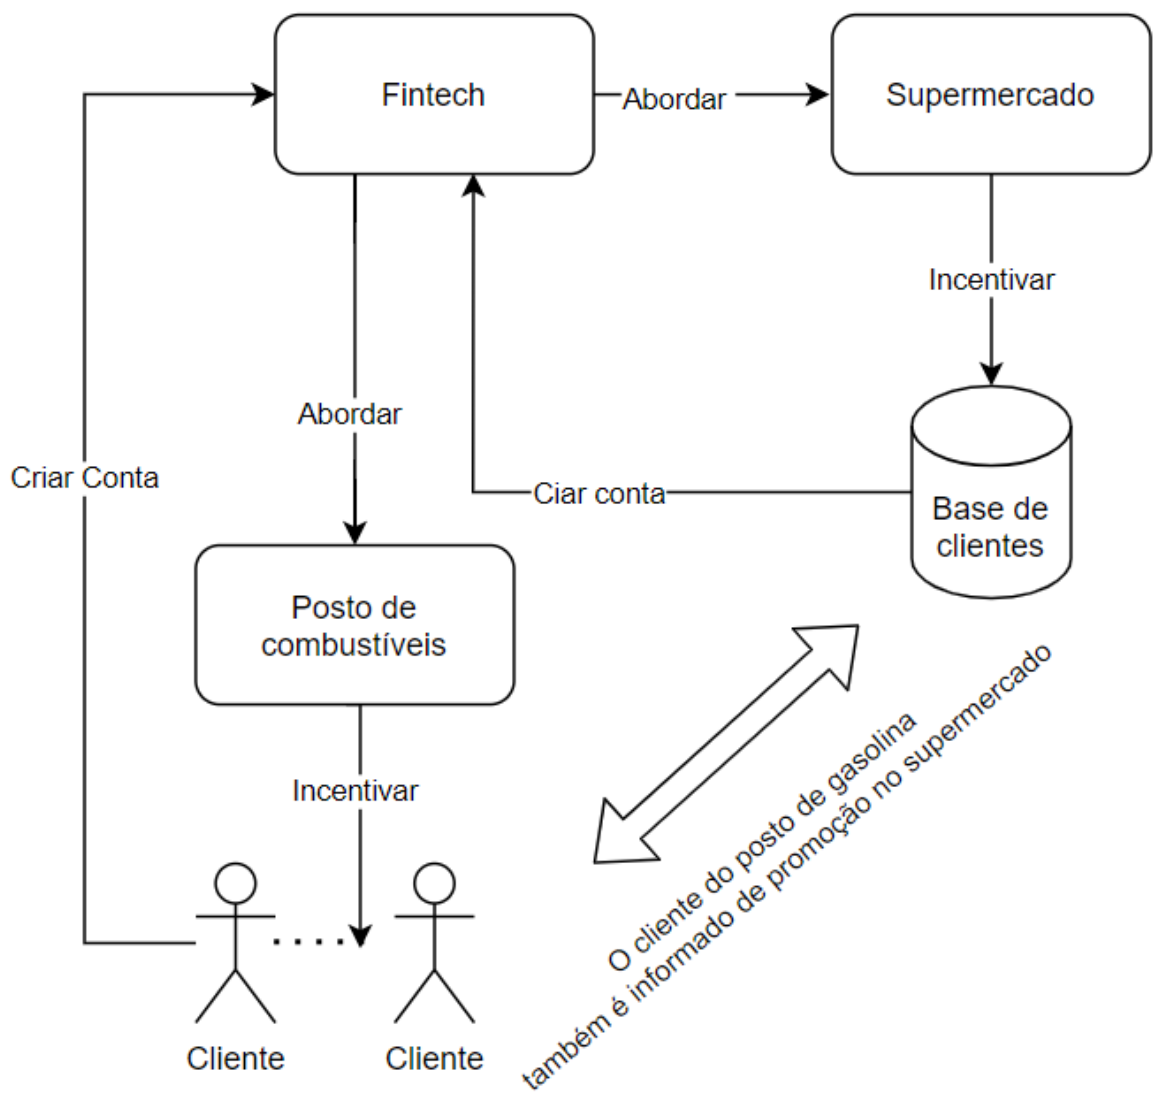 Fintech
Abordar
Supermercado
Incentivar
Abordar
Criar Conta
Ciar conta
Base de
clientes
Posto de
combustíveis
Incentivar
O cliente do posto de gasolina
também é informado de promoção no supermercado
Cliente
Cliente